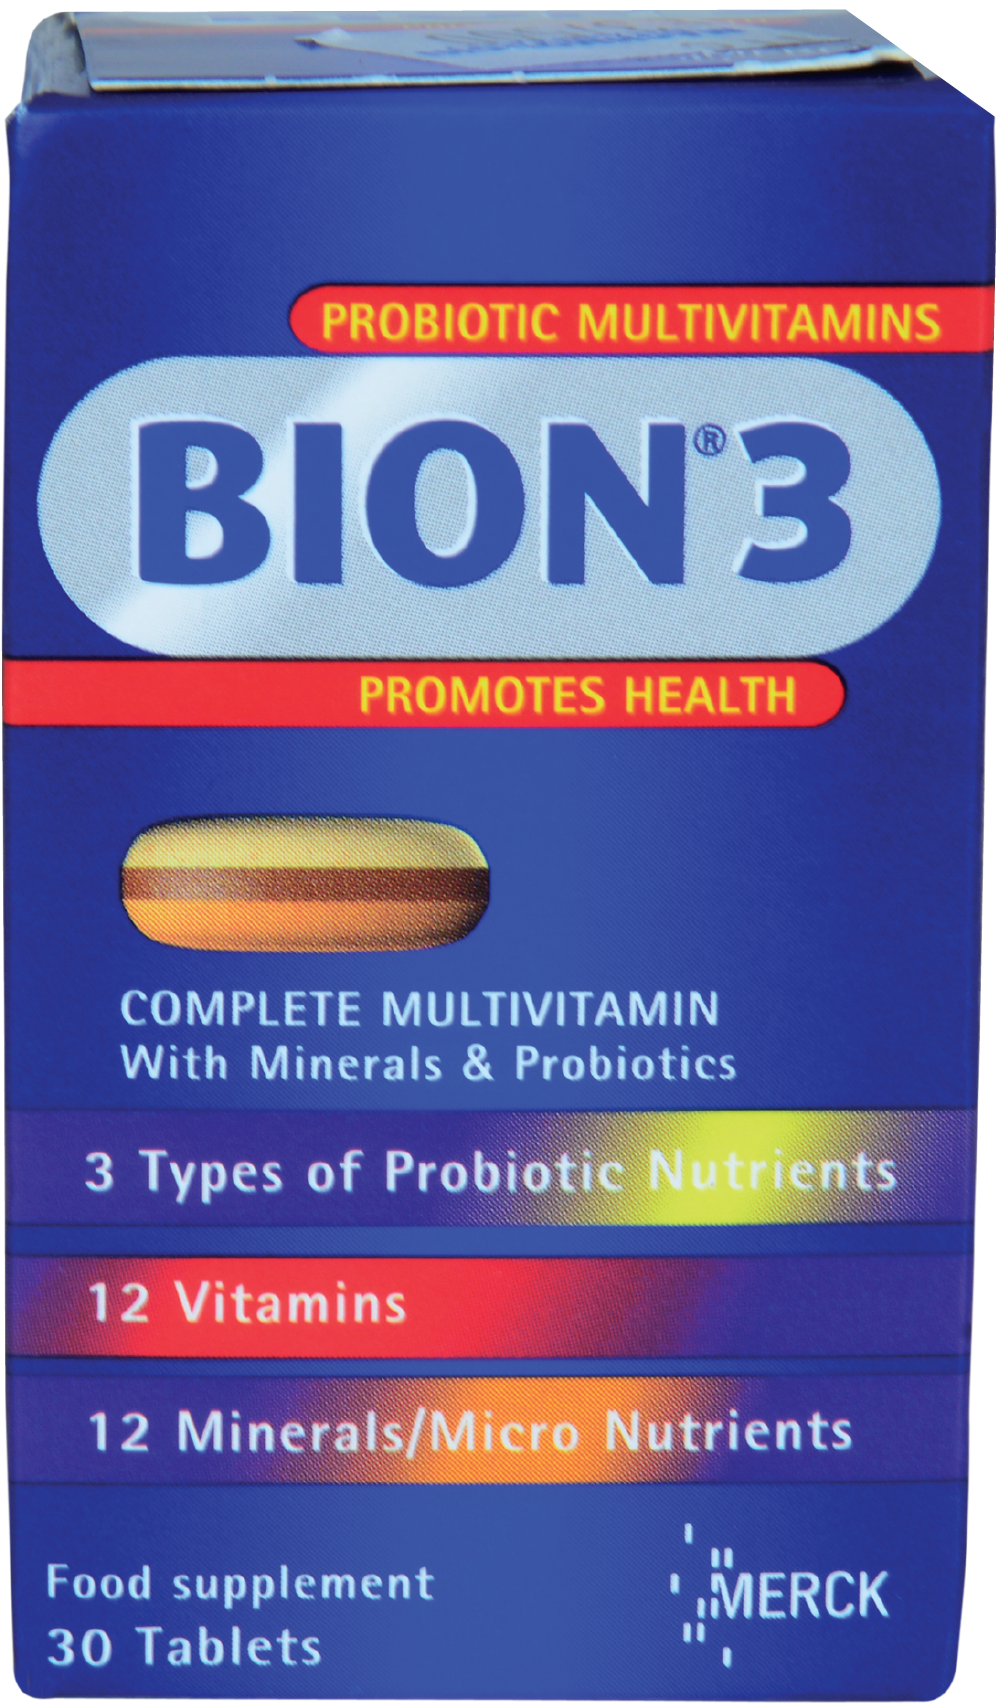 PROBIOTIC MULTIVITAMINS
BION®3
PROMOTES HEALTH
COMPLETE MULTIVITAMIN
With Minerals & Probiotics
3 Types of Probiotic Nutrients
12 Vitamins
12 Minerals/Micro Nutrients
Food supplement
30 Tablets
MERCK